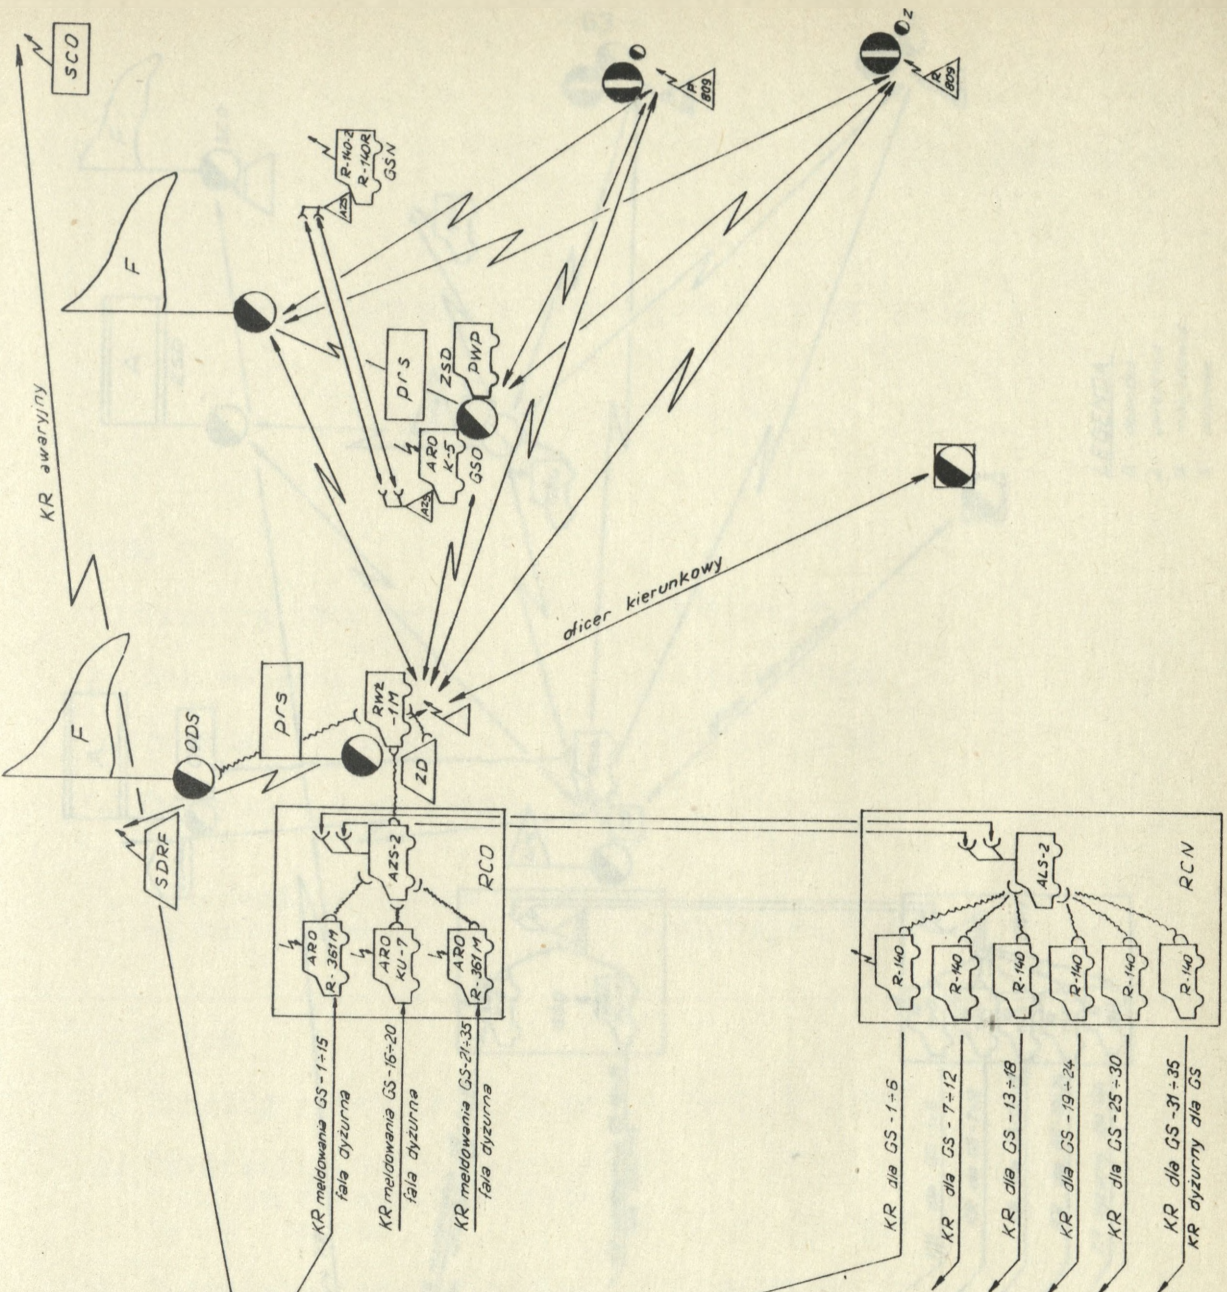 SCO
KR awaryjny
F
F
ODS
prs
SDRF
R-140-2
R-140R
GSN
AZS
prs
ZSD
PWP
ARO
K-5
GSO
AZS
P
809
R
809
Z
oficer kierunkowy
RWŁ
-1M
ZD
AZS-2
RCO
ARO
R-361M
ARO
KU-7
ARO
R-361M
KR meldowania GS-1÷15
fala dyżurna
KR meldowania GS-16÷20
fala dyżurna
KR meldowania GS-21÷35
fala dyżurna
ALS-2
RCN
R-140
R-140
R-140
R-140
R-140
R-140
KR dla GS-1÷6
KR dla GS-7÷12
KR dla GS-13÷18
KR dla GS-19÷24
KR dla GS-25÷30
KR dla GS-31÷35
KR dyżurny dla GS